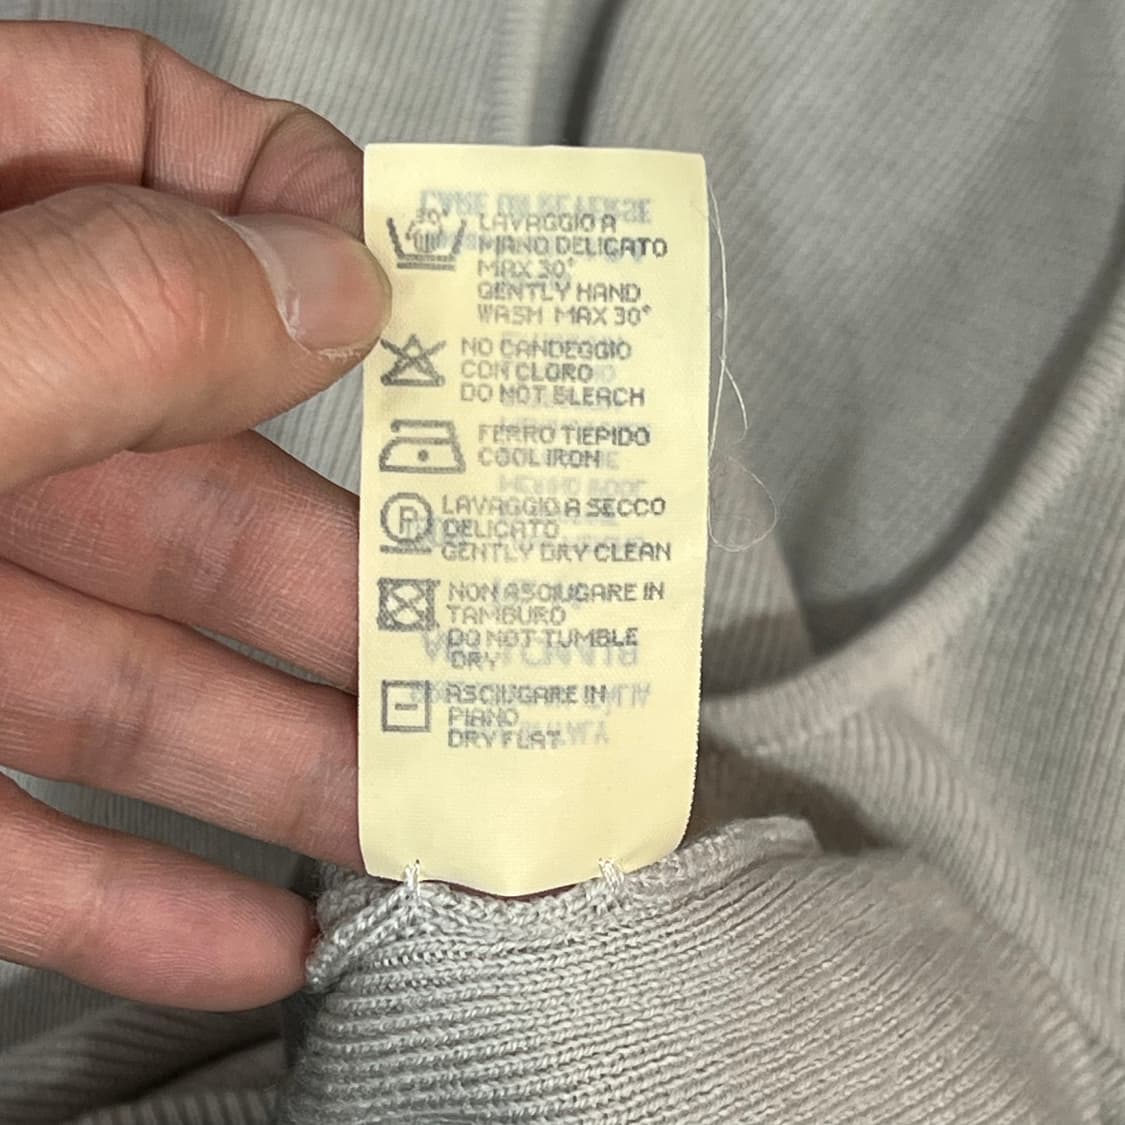 30°
LAVAGGIO A
MANO DELICATO
MAX 30°
GENTLY HAND
WASH MAX 30°
NO CANDEGGIO
CON CLORO
DO NOT BLEACH
FERRO TIEPIDO
COOL IRON
P
LAVAGGIO A SECCO
DELICATO
GENTLY DRY CLEAN
NON ASCIUGARE IN
TAMBURO
DO NOT TUMBLE
DRY
ASCIUGARE IN
PIANO
DRY FLAT